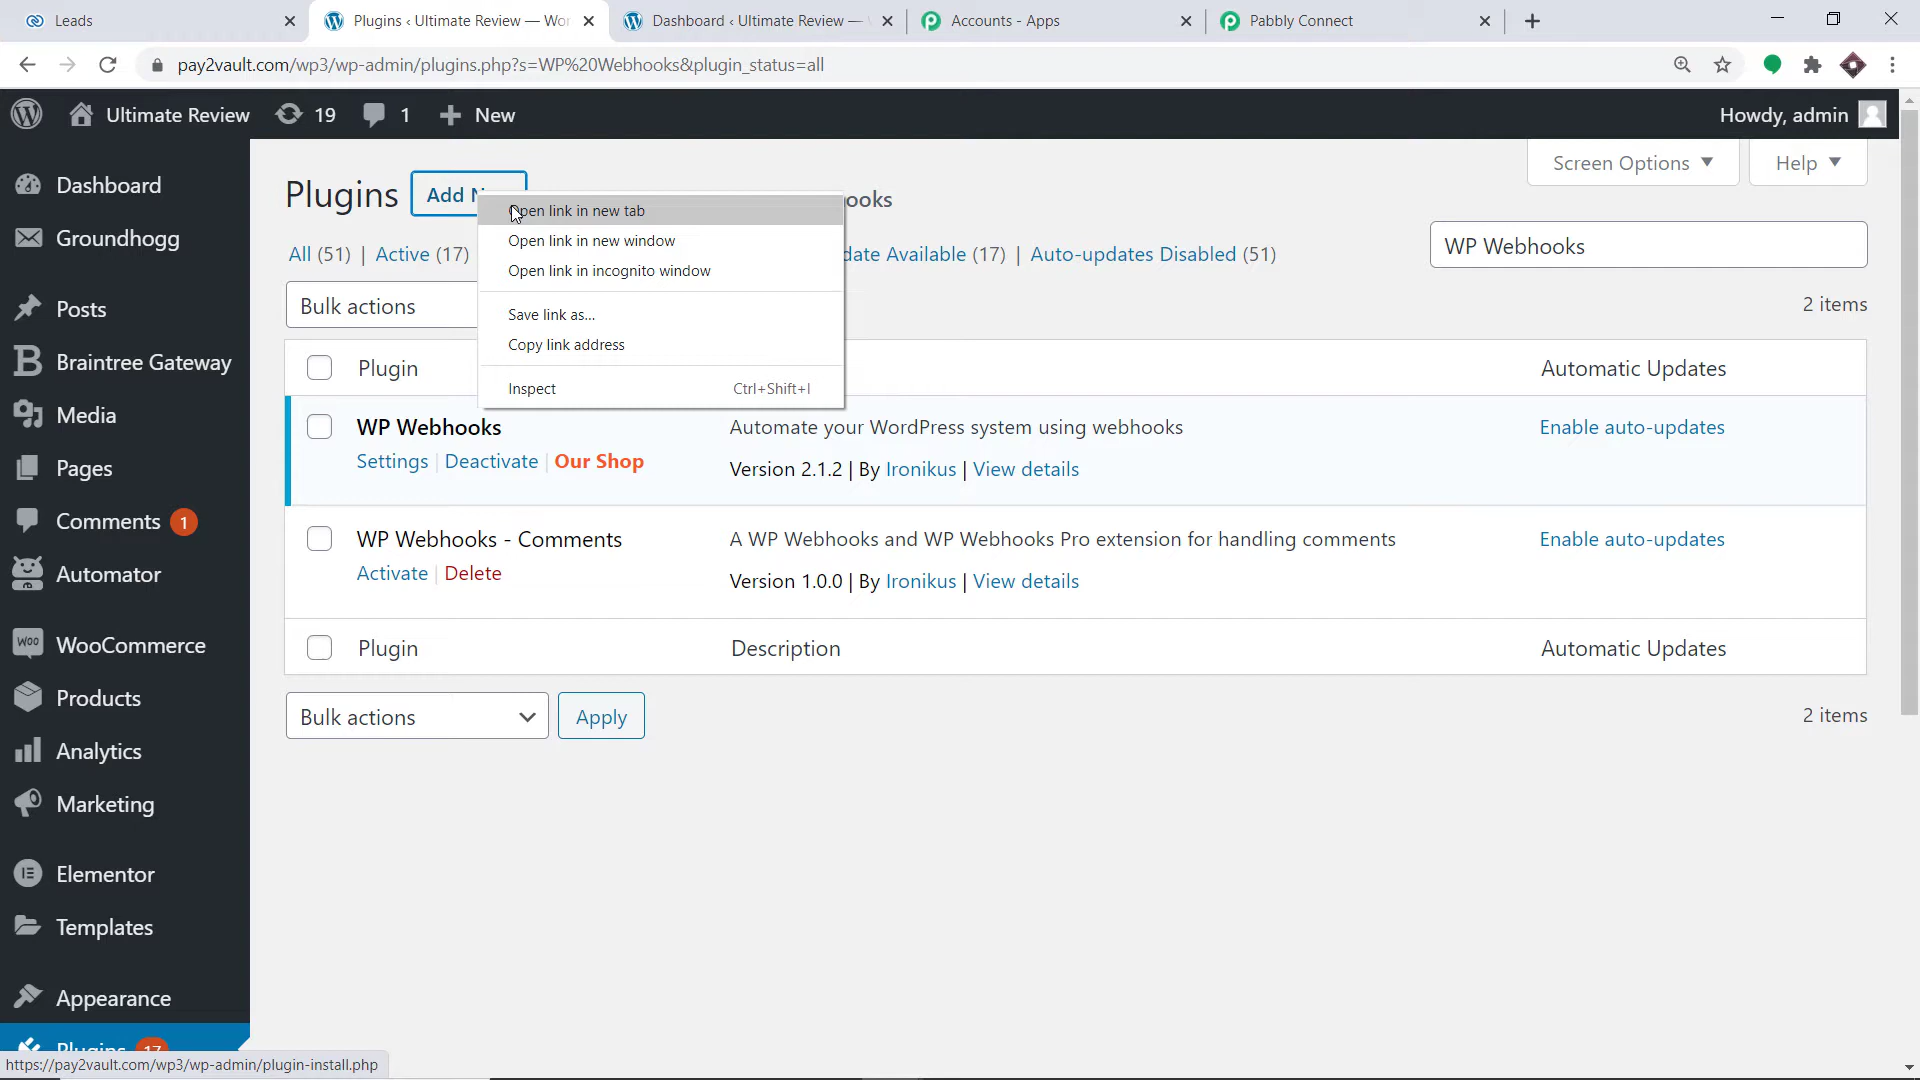 Leads
Plugins ‹ Ultimate Review — Wor
Dashboard ‹ Ultimate Review —
Accounts - Apps
Pabbly Connect
pay2vault.com/wp3/wp-admin/plugins.php?s=WP%20Webhooks&plugin_status=all
Ultimate Review 19 1 New
Howdy, admin
Screen Options
Help
Dashboard
Groundhogg
Posts
Braintree Gateway
Media
Pages
Comments 1
Automator
WooCommerce
Products
Analytics
Marketing
Elementor
Templates
Appearance
Plugins 17
Plugins
Add N
ooks
All (51) | Active (17)
date Available (17) | Auto-updates Disabled (51)
WP Webhooks
Bulk actions
2 items
Open link in new tab
Open link in new window
Open link in incognito window
Save link as...
Copy link address
Inspect Ctrl+Shift+I
Plugin
Automatic Updates
WP Webhooks
Settings | Deactivate | Our Shop
Automate your WordPress system using webhooks
Version 2.1.2 | By Ironikus | View details
Enable auto-updates
WP Webhooks - Comments
Activate | Delete
A WP Webhooks and WP Webhooks Pro extension for handling comments
Version 1.0.0 | By Ironikus | View details
Enable auto-updates
Plugin
Description
Automatic Updates
Bulk actions
Apply
2 items
https://pay2vault.com/wp3/wp-admin/plugin-install.php